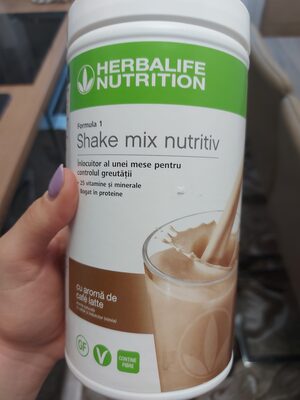 HERBALIFE
NUTRITION
Formula 1
Shake mix nutritiv
Înlocuitor al unei mese pentru
controlul greutății
- 25 vitamine și minerale
- Bogat în proteine
cu aromă de
café latte
GF
V
CONȚINE
FIBRE